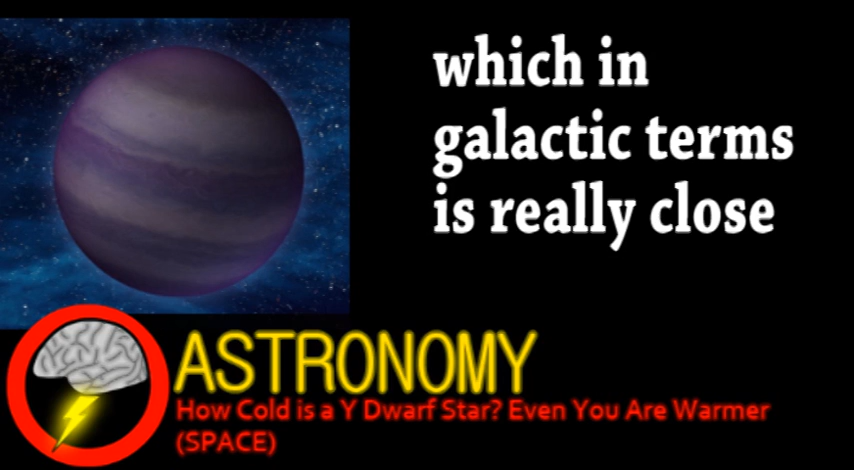 which in
galactic terms
is really close
ASTRONOMY
How Cold is a Y Dwarf Star? Even You Are Warmer
(SPACE)